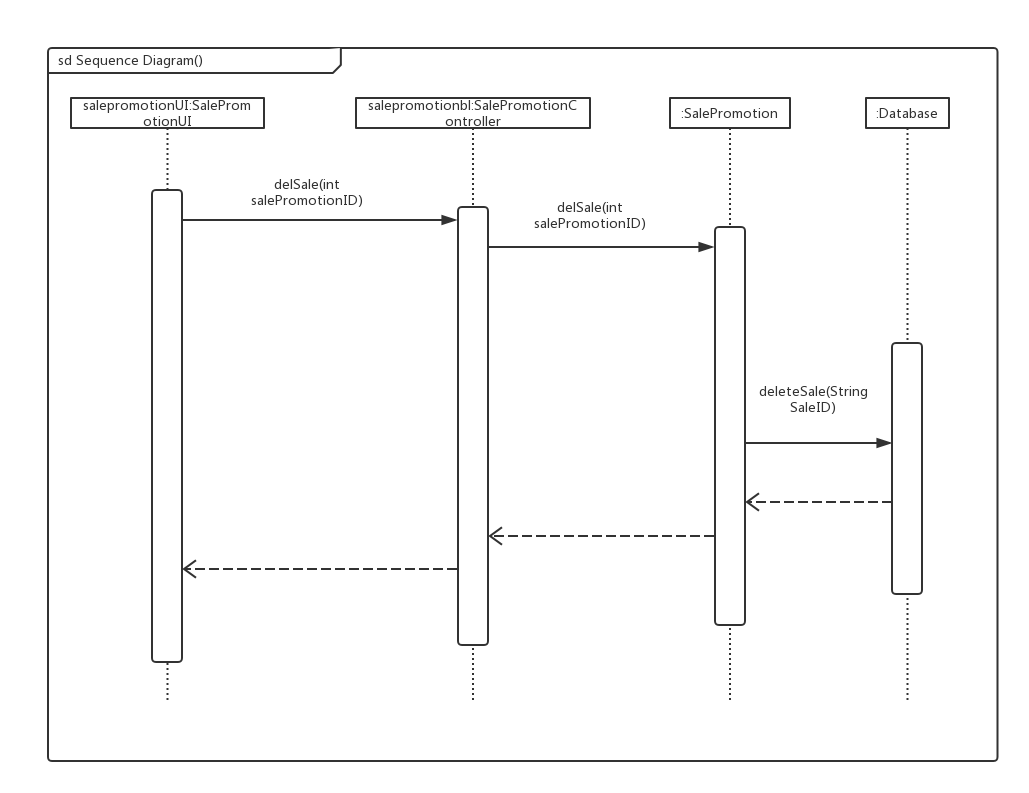 sd Sequence Diagram()
salepromotionUI:SaleProm
otionUI
salepromotionbl:SalePromotionC
ontroller
:SalePromotion
:Database
delSale(int
salePromotionID)
delSale(int
salePromotionID)
deleteSale(String
SaleID)